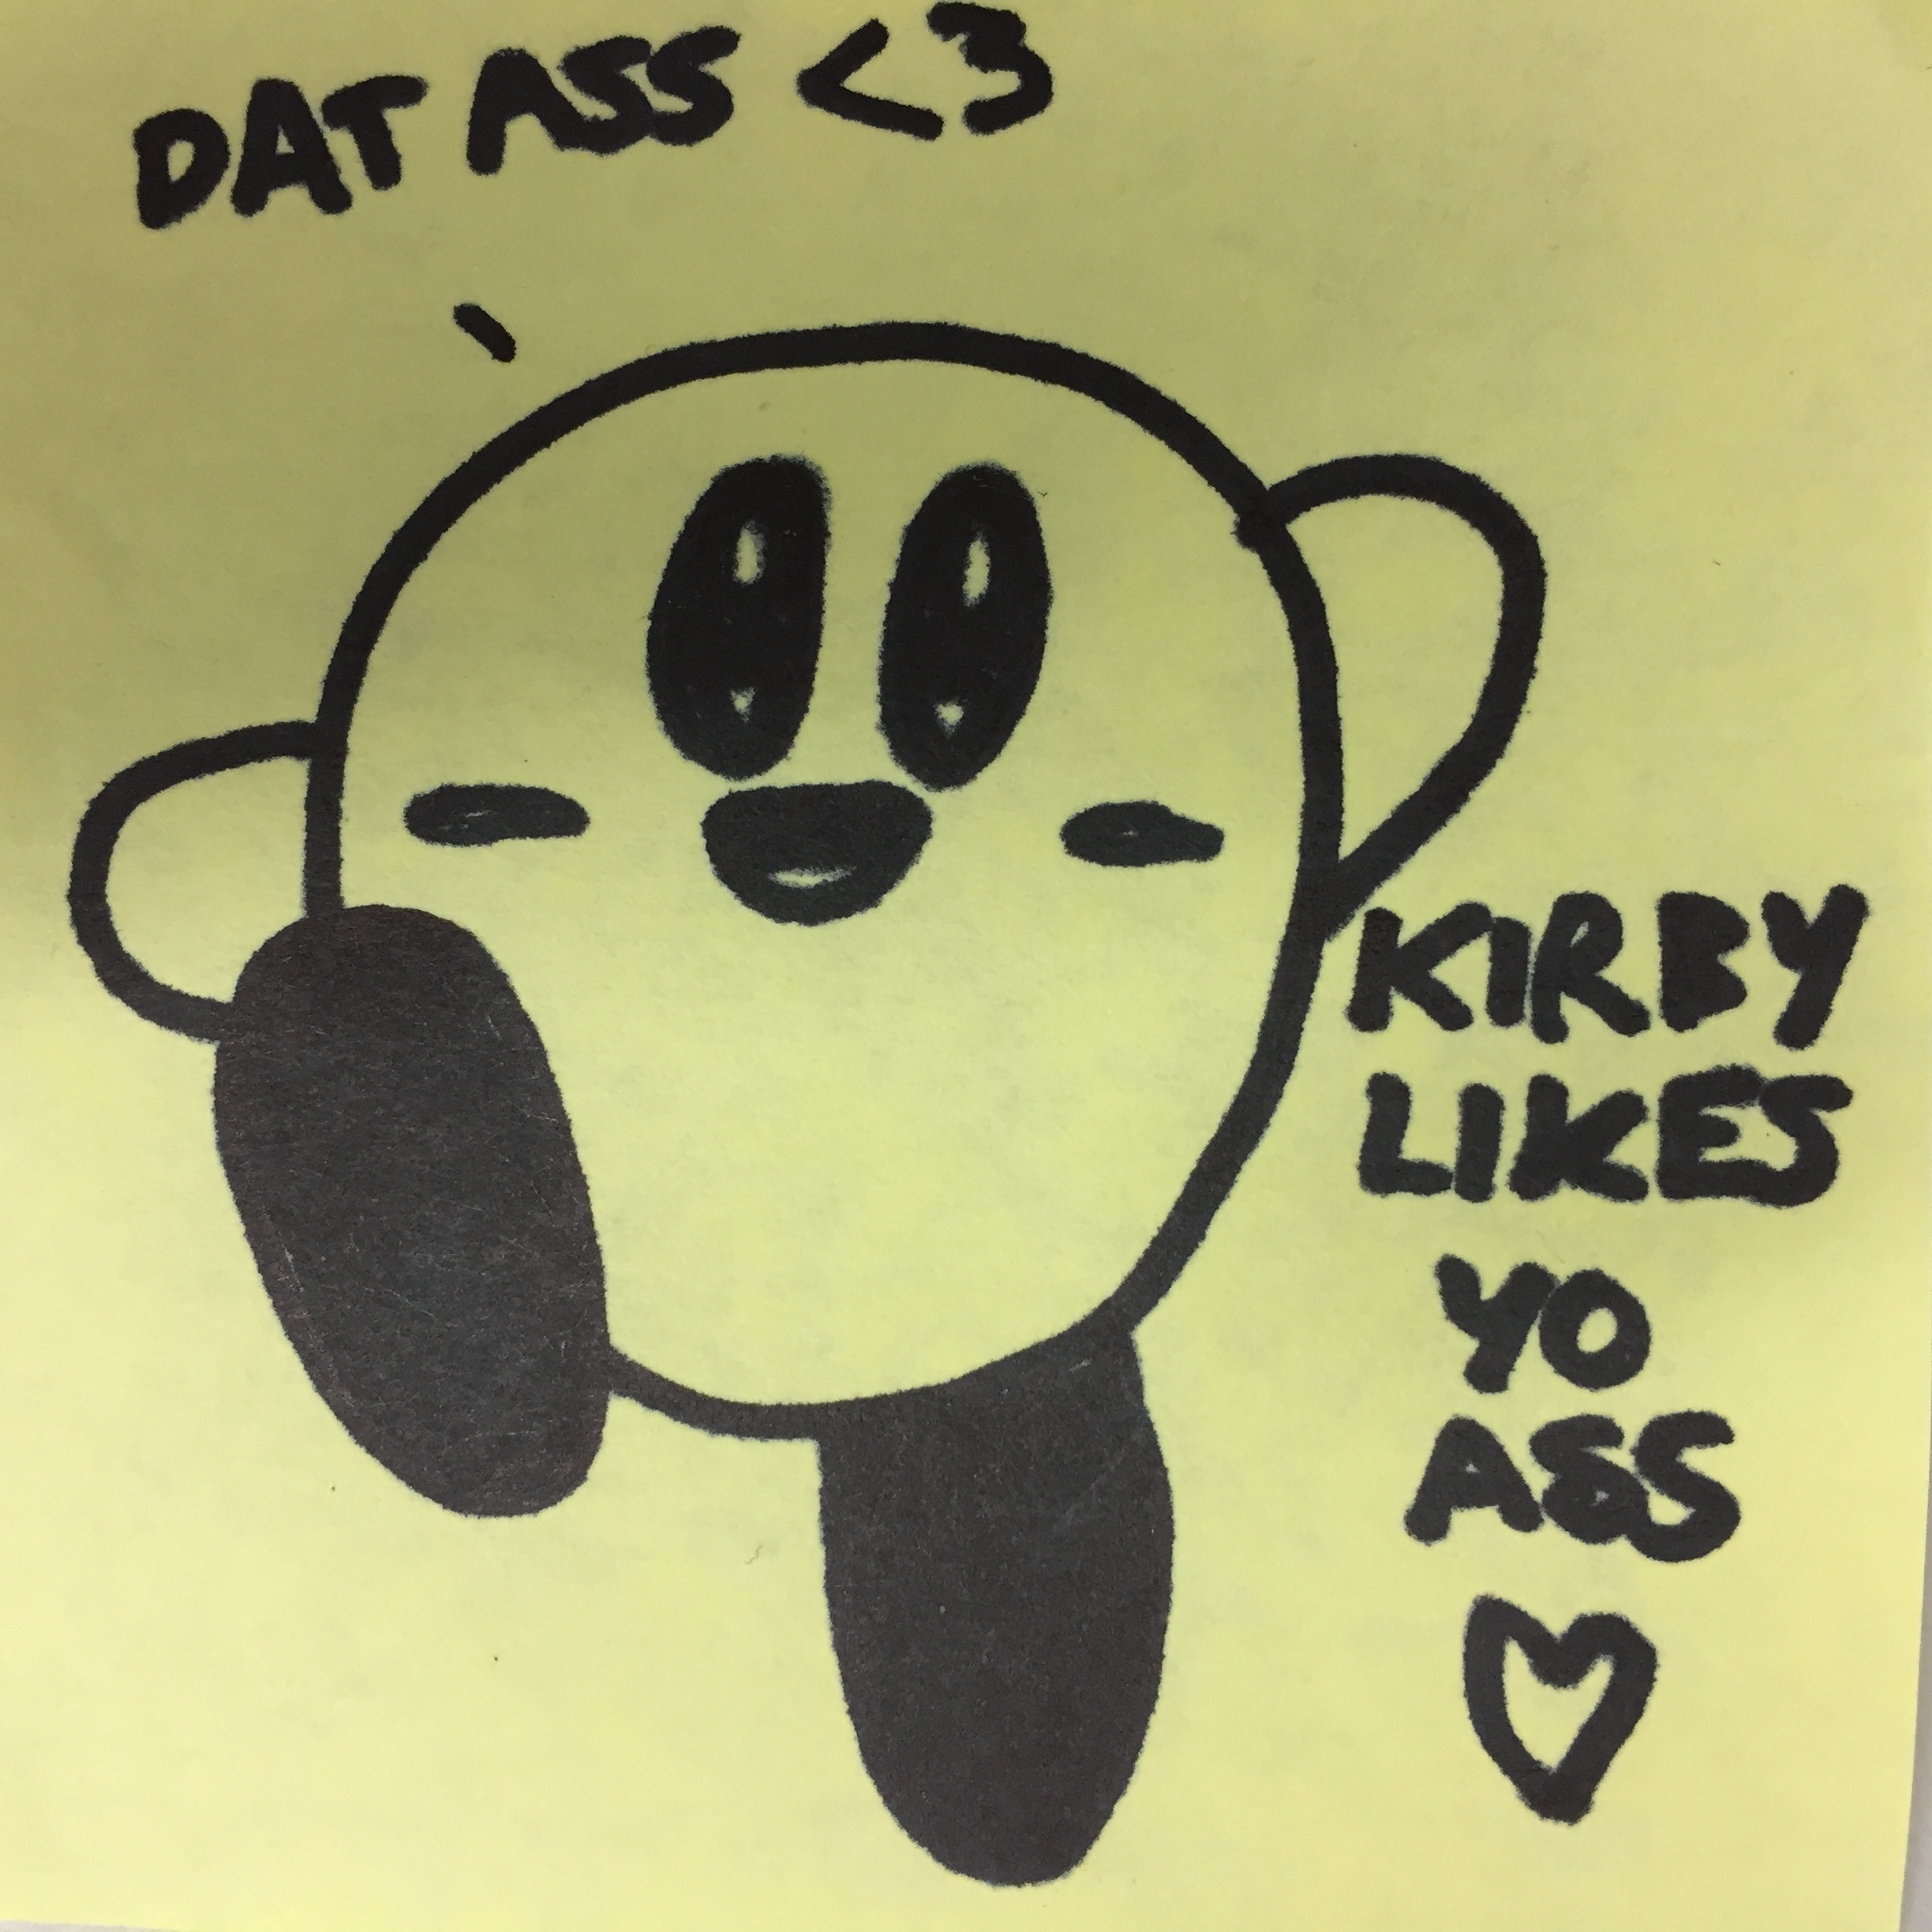 DAT ASS <3
KIRBY
LIKES
YO
ASS
♡